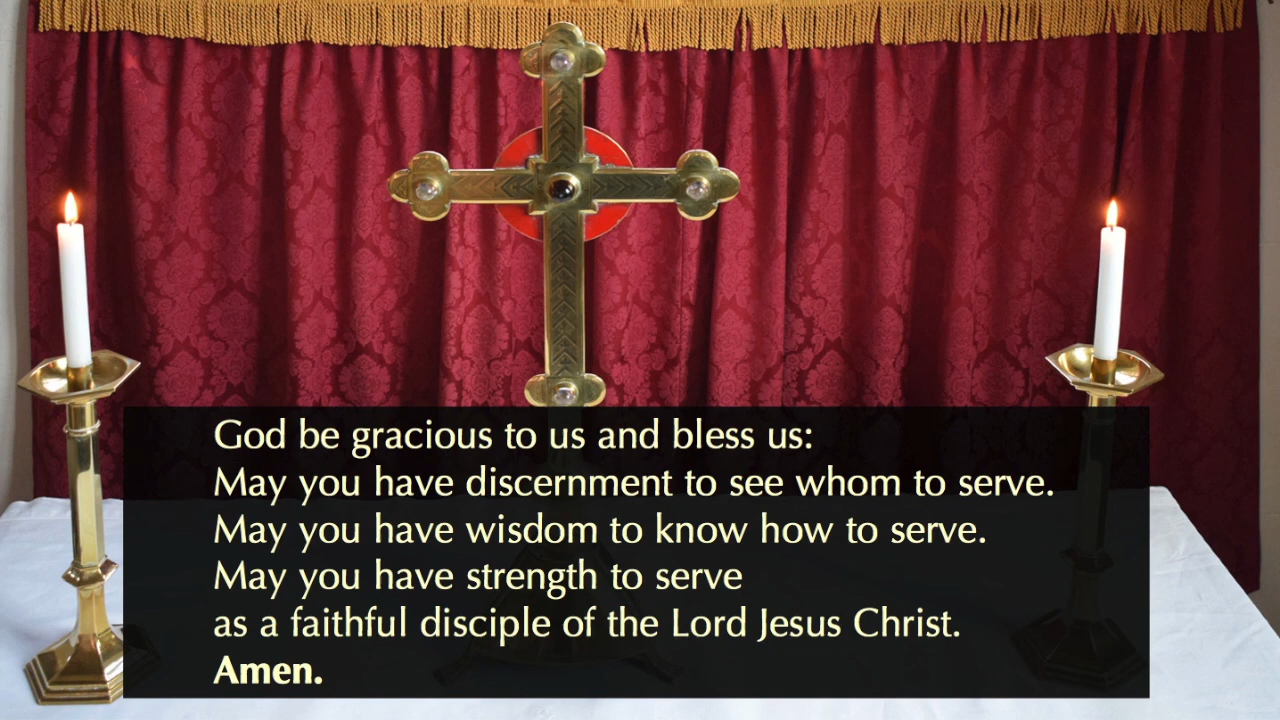 God be gracious to us and bless us:
May you have discernment to see whom to serve.
May you have wisdom to know how to serve.
May you have strength to serve
as a faithful disciple of the Lord Jesus Christ.
Amen.